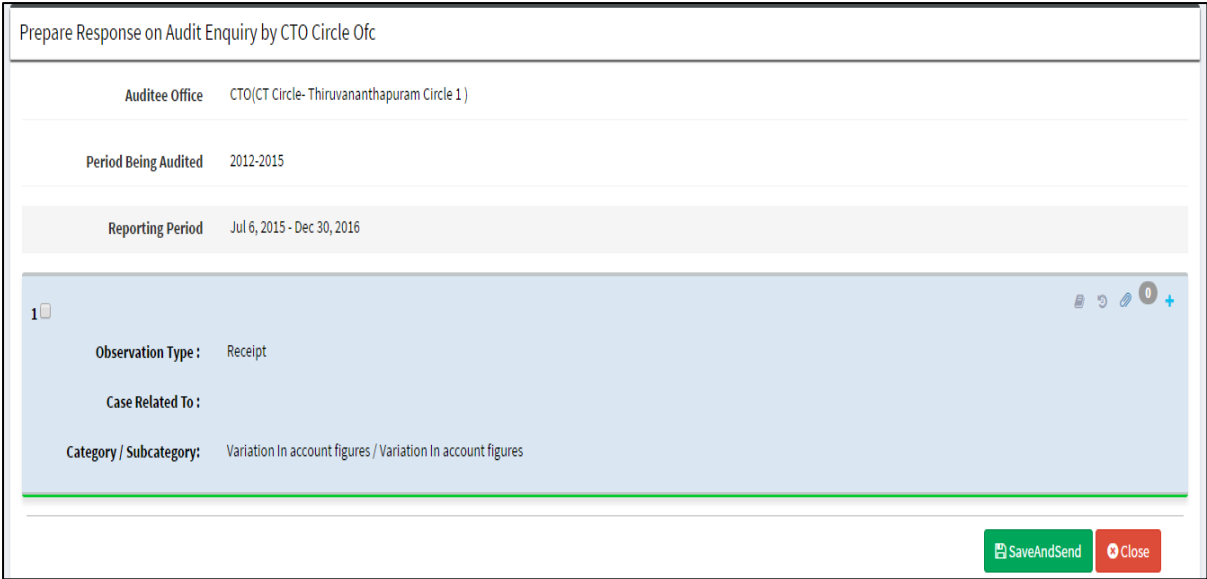 Prepare Response on Audit Enquiry by CTO Circle Ofc
Auditee Office CTO(CT Circle- Thiruvananthapuram Circle 1 )
Period Being Audited 2012-2015
Reporting Period Jul 6, 2015 - Dec 30, 2016
1 0 +
Observation Type : Receipt
Case Related To :
Category / Subcategory: Variation In account figures / Variation In account figures
SaveAndSend Close